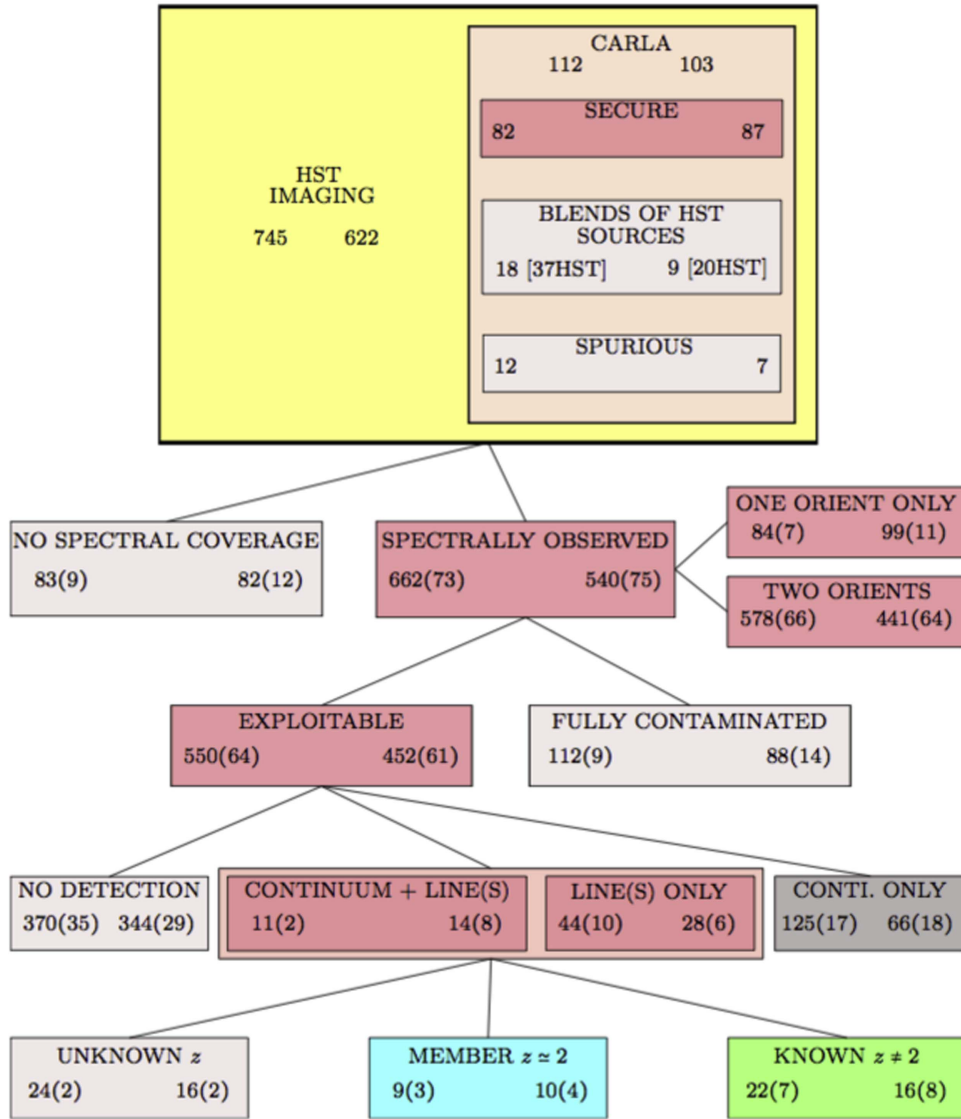 CARLA
112 103
SECURE
82 87
HST
IMAGING
745 622
BLENDS OF HST
SOURCES
18 [37HST] 9 [20HST]
SPURIOUS
12 7
NO SPECTRAL COVERAGE
83(9) 82(12)
SPECTRALLY OBSERVED
662(73) 540(75)
ONE ORIENT ONLY
84(7) 99(11)
TWO ORIENTS
578(66) 441(64)
EXPLOITABLE
550(64) 452(61)
FULLY CONTAMINATED
112(9) 88(14)
NO DETECTION
370(35) 344(29)
CONTINUUM + LINE(S)
11(2) 14(8)
LINE(S) ONLY
44(10) 28(6)
CONTI. ONLY
125(17) 66(18)
UNKNOWN z
24(2) 16(2)
MEMBER z ≃ 2
9(3) 10(4)
KNOWN z ≠ 2
22(7) 16(8)